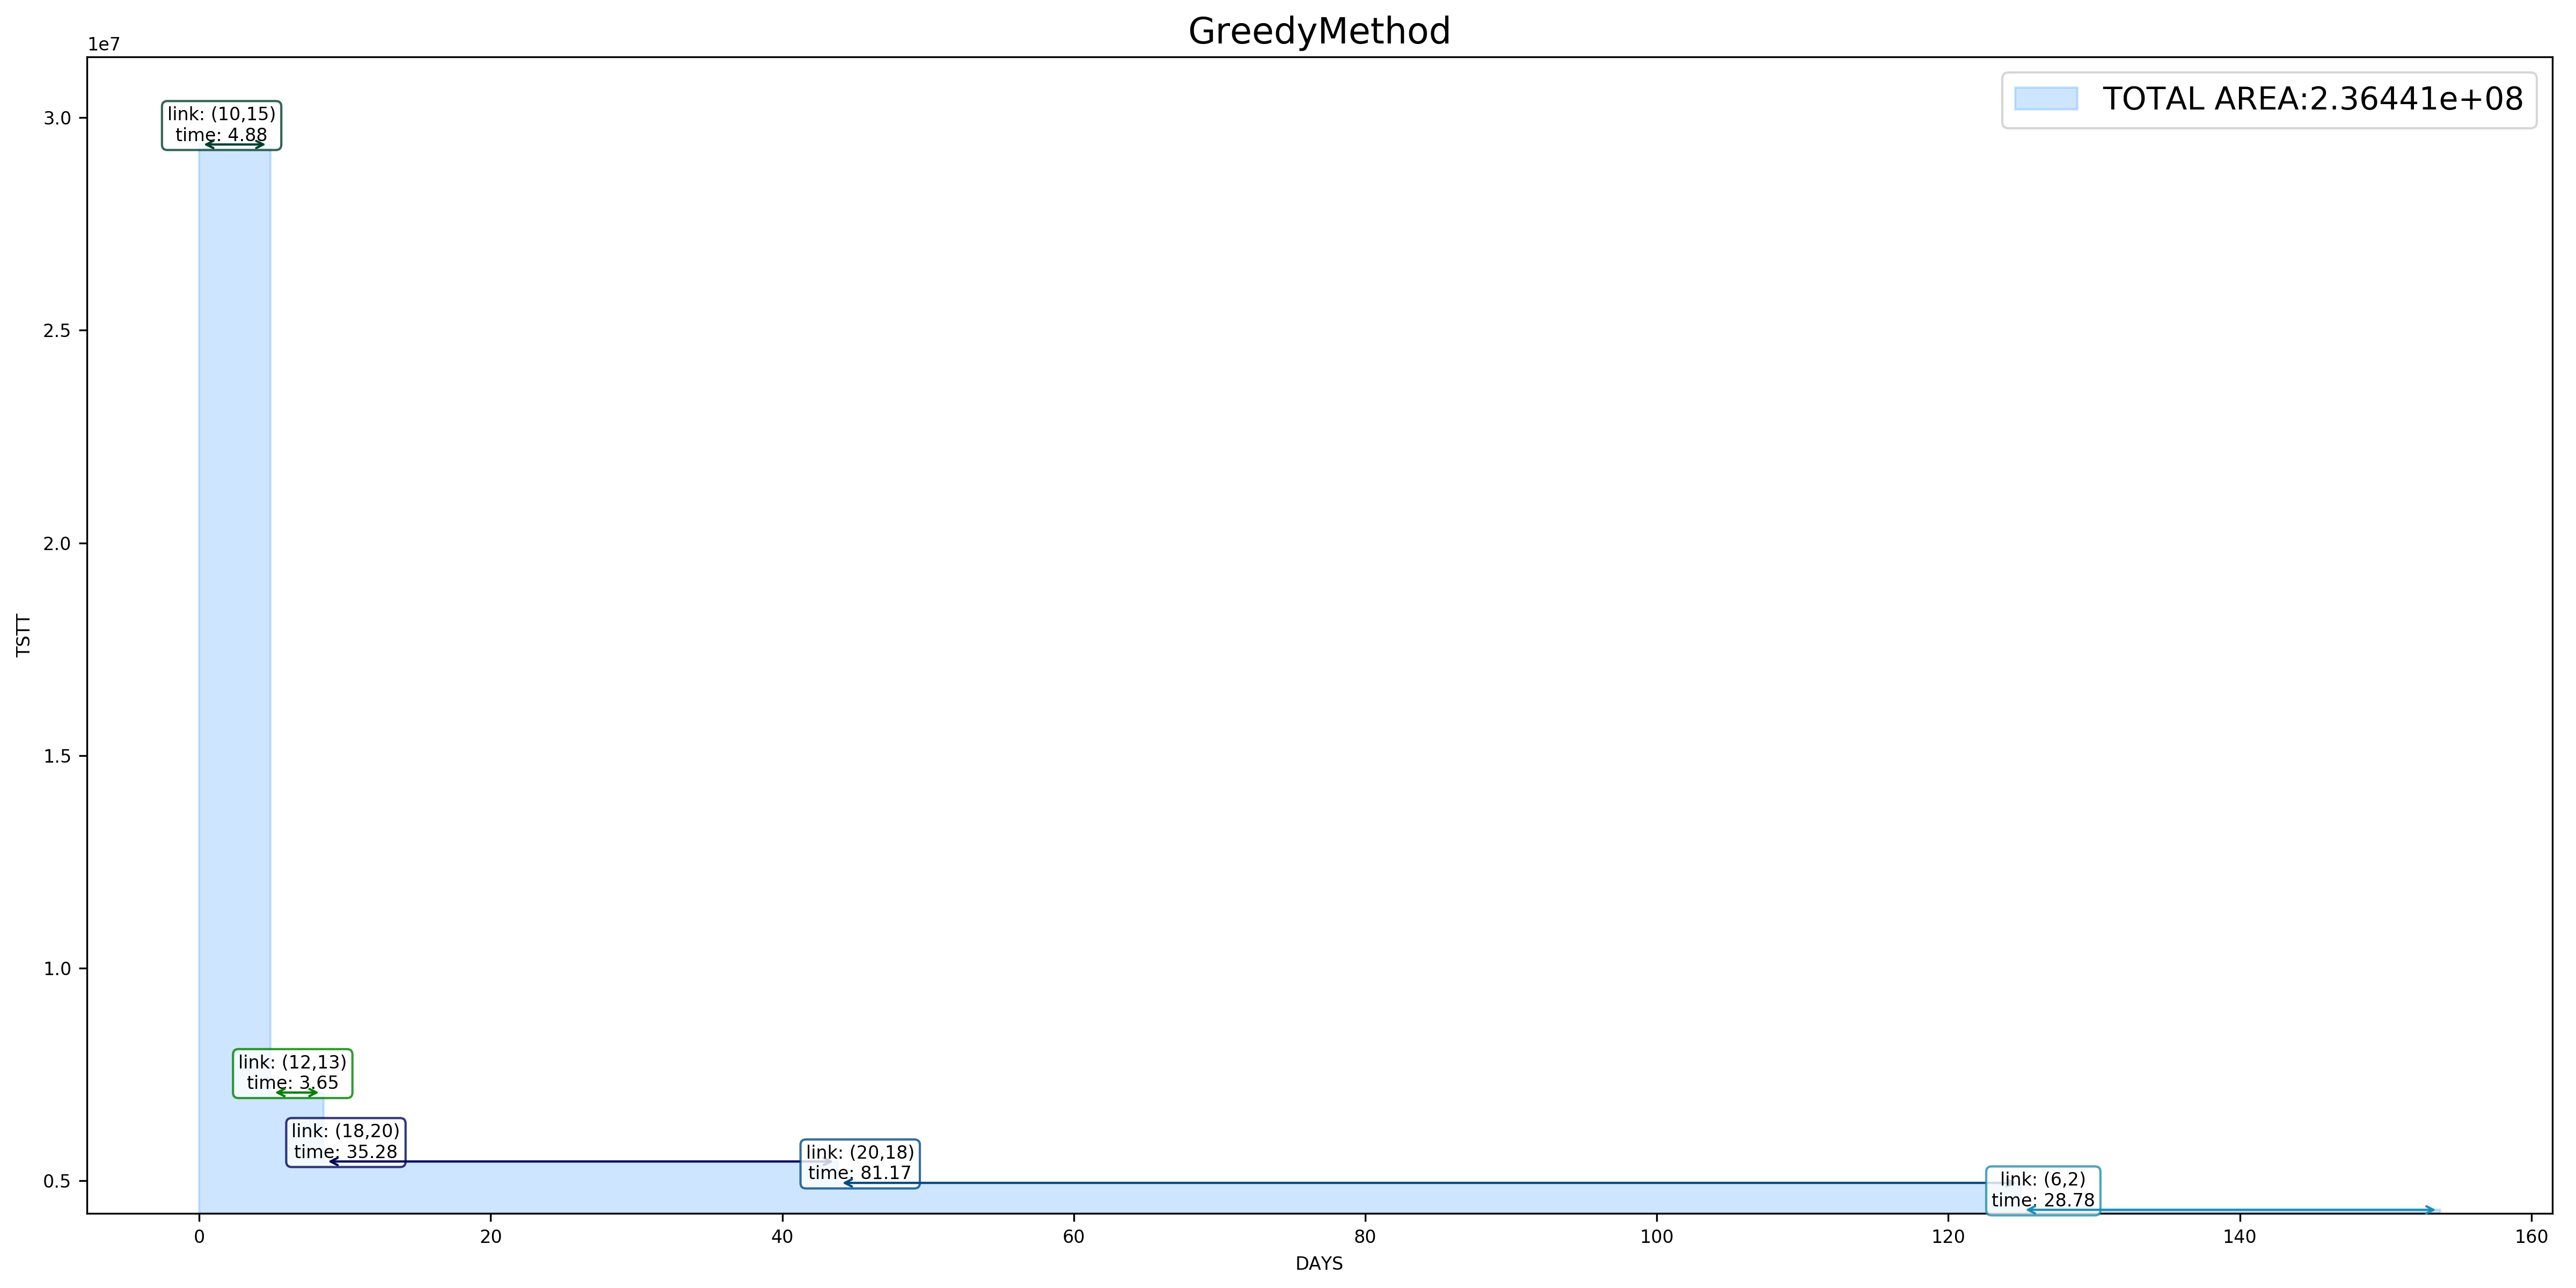 GreedyMethod
1e7
TOTAL AREA:2.36441e+08
3.0
2.5
2.0
1.5
1.0
0.5
TSTT
link: (10,15)
time: 4.88
link: (12,13)
time: 3.65
link: (18,20)
time: 35.28
link: (20,18)
time: 81.17
link: (6,2)
time: 28.78
0 20 40 60 80 100 120 140 160
DAYS